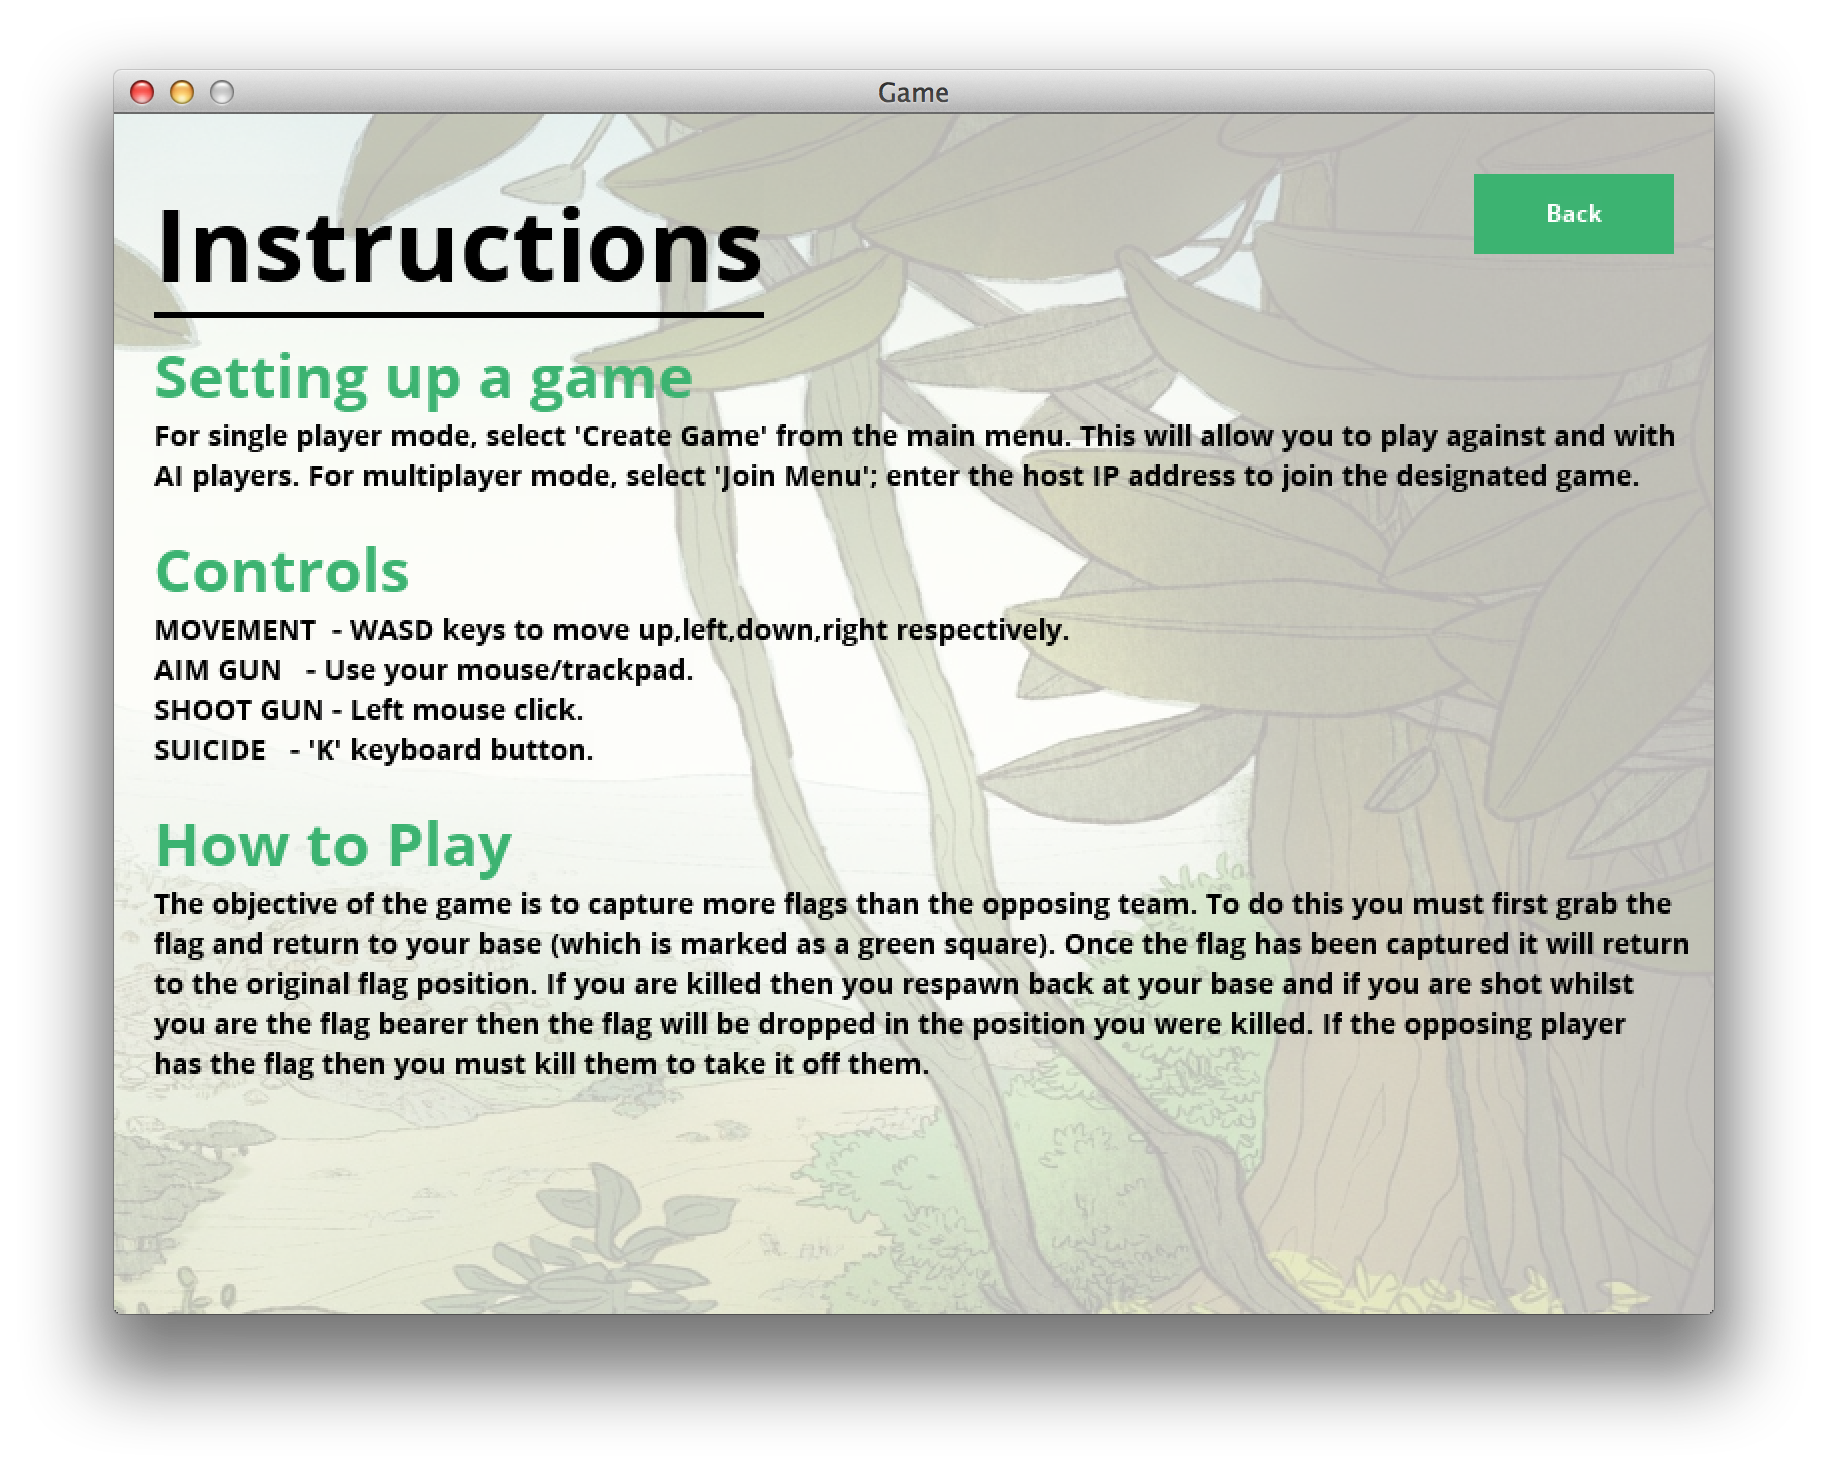 Game
Back
Instructions
Setting up a game
For single player mode, select 'Create Game' from the main menu. This will allow you to play against and with
AI players. For multiplayer mode, select 'Join Menu'; enter the host IP address to join the designated game.
Controls
MOVEMENT  - WASD keys to move up,left,down,right respectively.
AIM GUN   - Use your mouse/trackpad.
SHOOT GUN - Left mouse click.
SUICIDE   - 'K' keyboard button.
How to Play
The objective of the game is to capture more flags than the opposing team. To do this you must first grab the
flag and return to your base (which is marked as a green square). Once the flag has been captured it will return
to the original flag position. If you are killed then you respawn back at your base and if you are shot whilst
you are the flag bearer then the flag will be dropped in the position you were killed. If the opposing player
has the flag then you must kill them to take it off them.